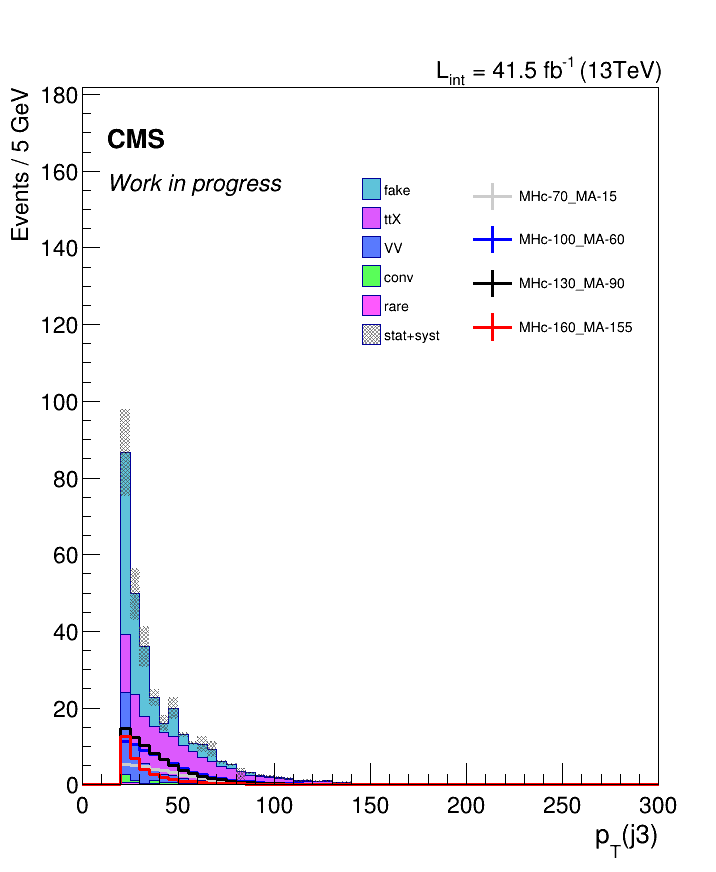 L_int = 41.5 fb^-1 (13TeV)
Events / 5 GeV
180
160
140
120
100
80
60
40
20
0
CMS
Work in progress
fake
ttX
VV
conv
rare
stat+syst
MHc-70_MA-15
MHc-100_MA-60
MHc-130_MA-90
MHc-160_MA-155
0 50 100 150 200 250 300
p_T(j3)